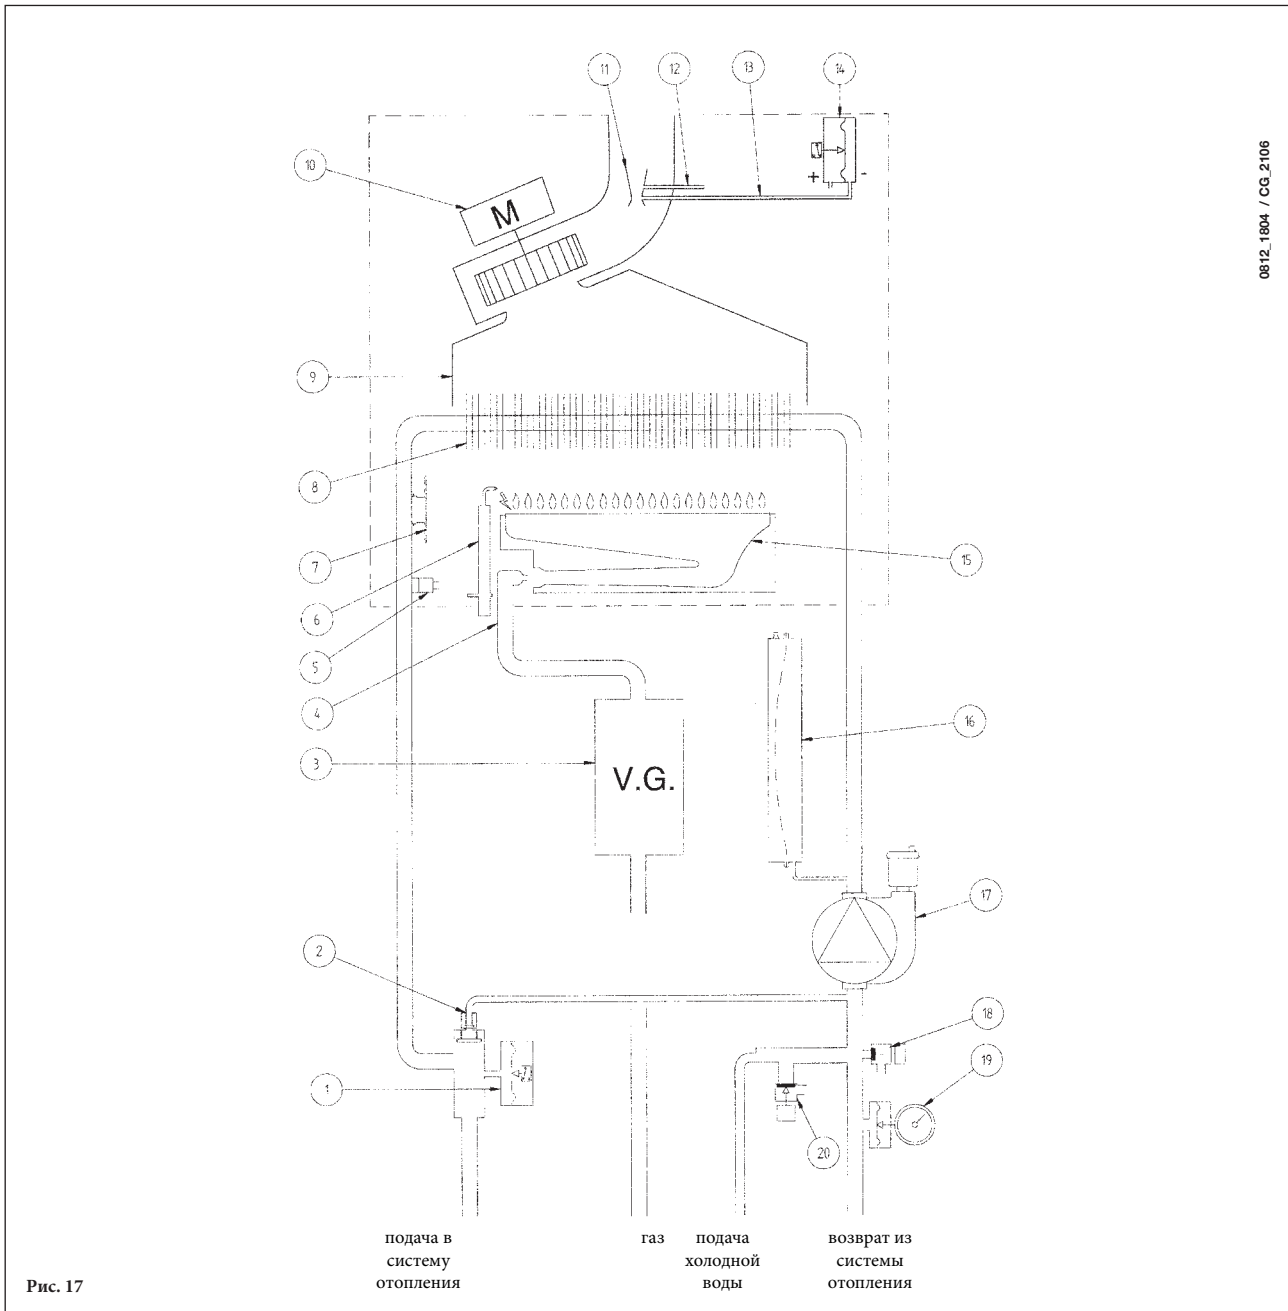 11
12
13
14
10
M
+
-
0812_1804 / CG_2106
9
8
7
15
6
5
4
16
3
V.G.
17
2
18
1
19
20
подача в
систему
отопления
газ
подача
холодной
воды
возврат из
системы
отопления
Рис. 17